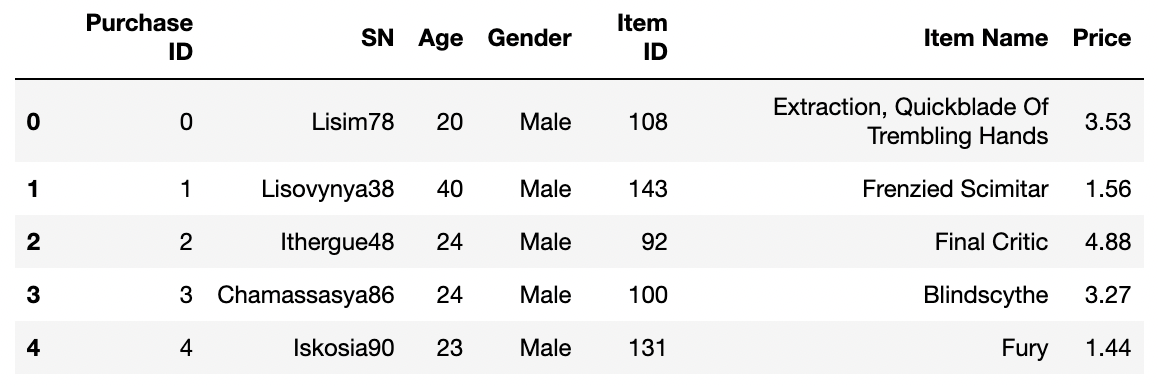 Purchase ID SN Age Gender Item ID Item Name Price
0 0 Lisim78 20 Male 108 Extraction, Quickblade Of Trembling Hands 3.53
1 1 Lisovynya38 40 Male 143 Frenzied Scimitar 1.56
2 2 Ithergue48 24 Male 92 Final Critic 4.88
3 3 Chamassasya86 24 Male 100 Blindscythe 3.27
4 4 Iskosia90 23 Male 131 Fury 1.44